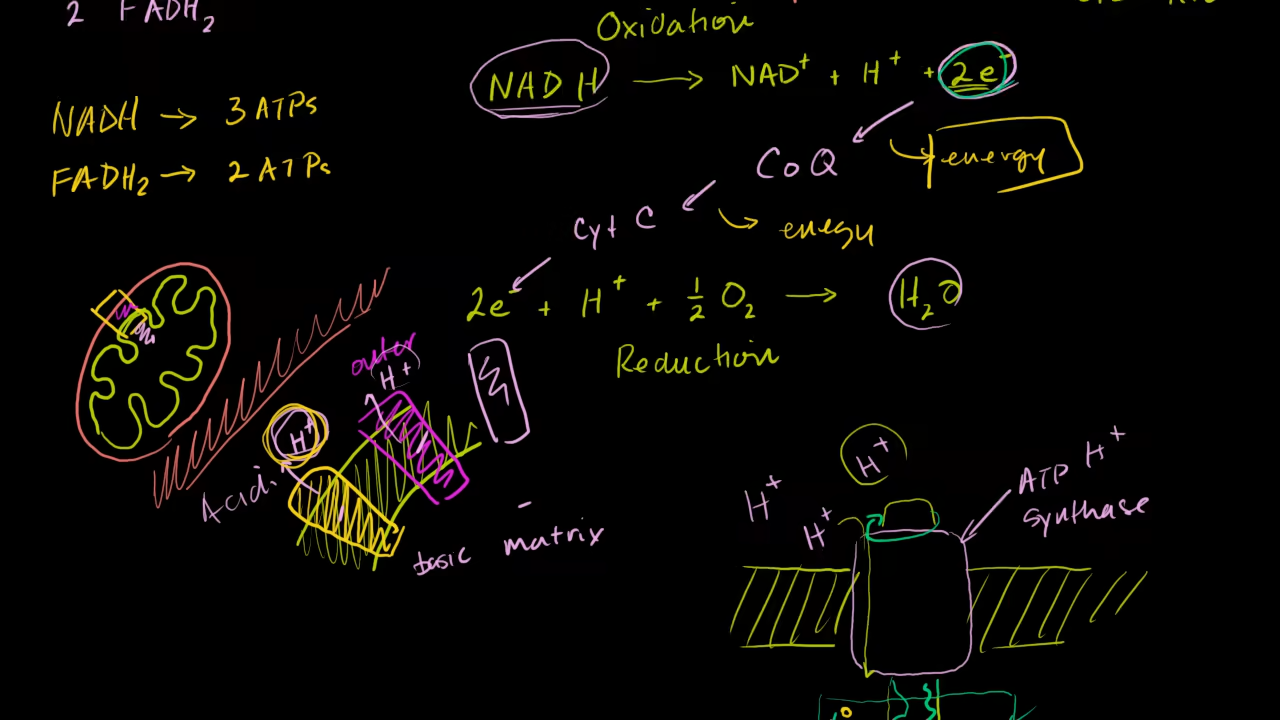 2 FADH₂
Oxidation
NADH → NAD⁺ + H⁺ + 2e⁻
NADH → 3 ATPs
FADH₂ → 2 ATPs
CoQ
energy
Cyt C
energy
2e⁻ + H⁺ + ½ O₂ → H₂O
Reduction
outer
H⁺
H⁺
Acidi
basic matrix
H⁺
H⁺
H⁺
H⁺
ATP
synthase